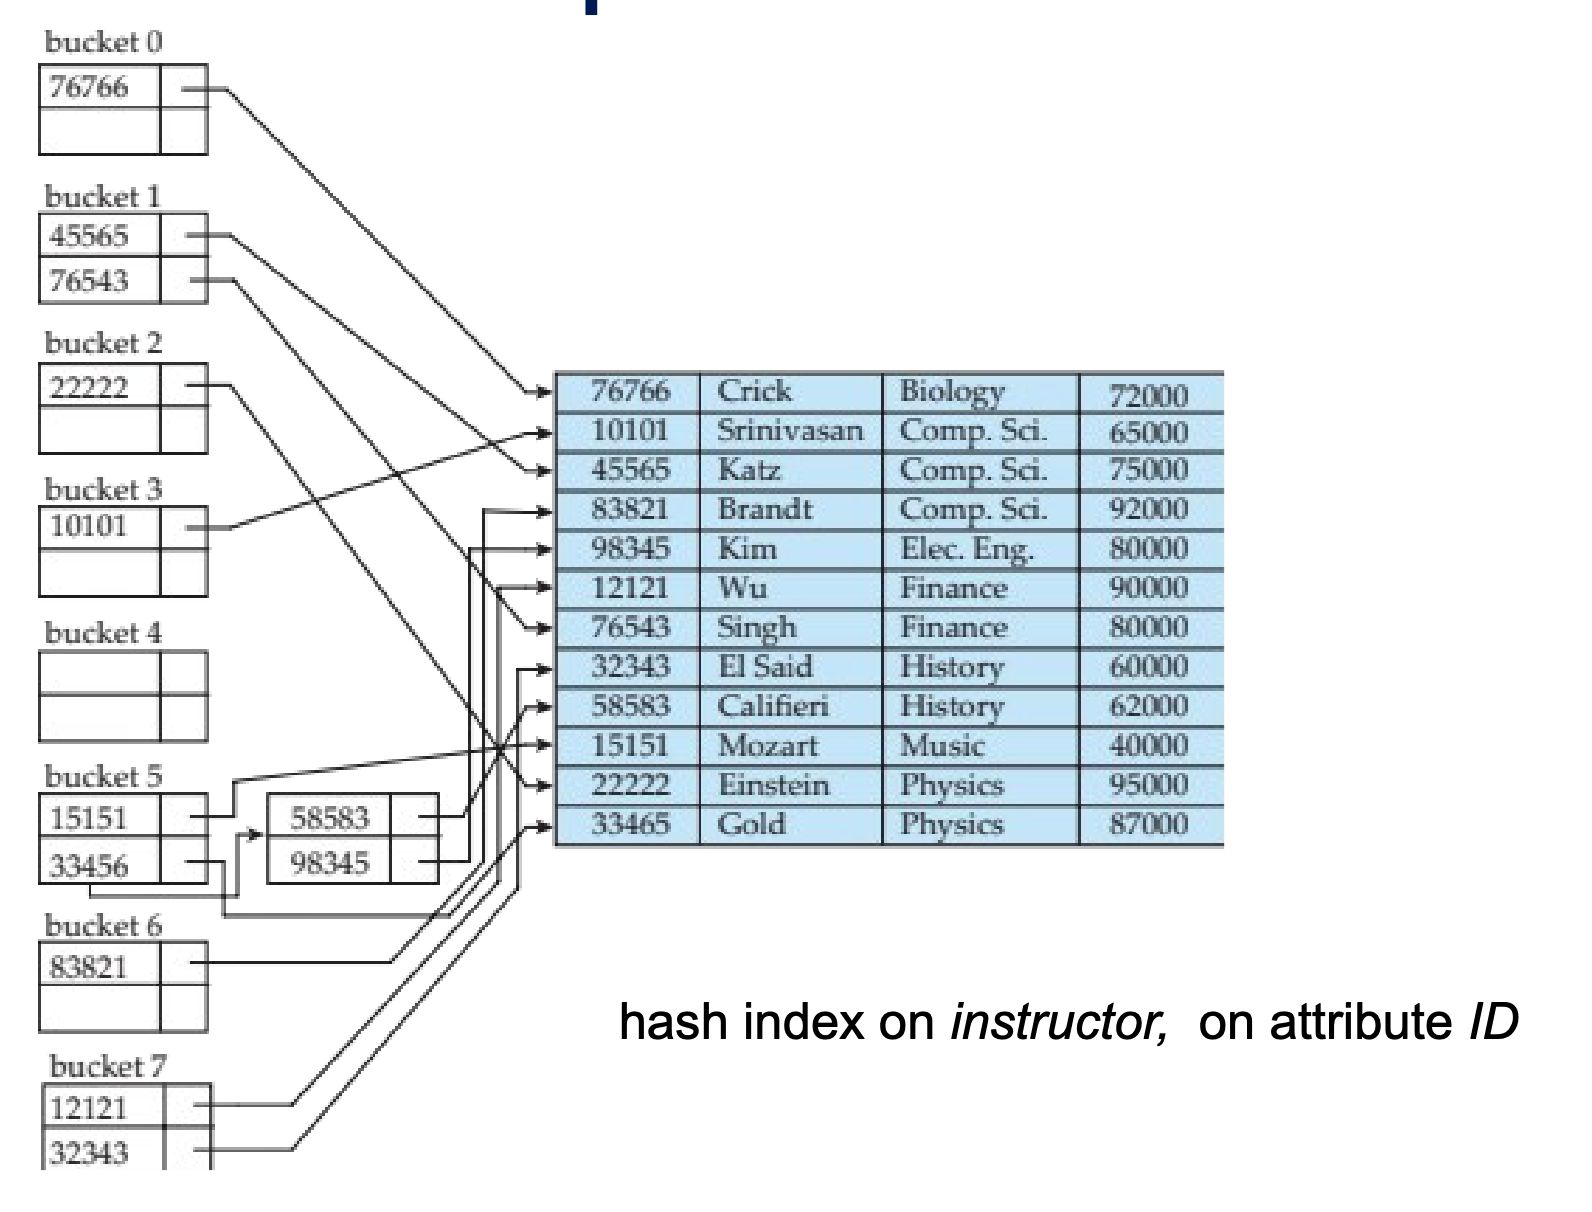 bucket 0
76766
bucket 1
45565
76543
bucket 2
22222
bucket 3
10101
bucket 4
bucket 5
15151
33456
58583
98345
bucket 6
83821
bucket 7
12121
32343
76766 Crick Biology 72000
10101 Srinivasan Comp. Sci. 65000
45565 Katz Comp. Sci. 75000
83821 Brandt Comp. Sci. 92000
98345 Kim Elec. Eng. 80000
12121 Wu Finance 90000
76543 Singh Finance 80000
32343 El Said History 60000
58583 Califieri History 62000
15151 Mozart Music 40000
22222 Einstein Physics 95000
33465 Gold Physics 87000
hash index on instructor, on attribute ID